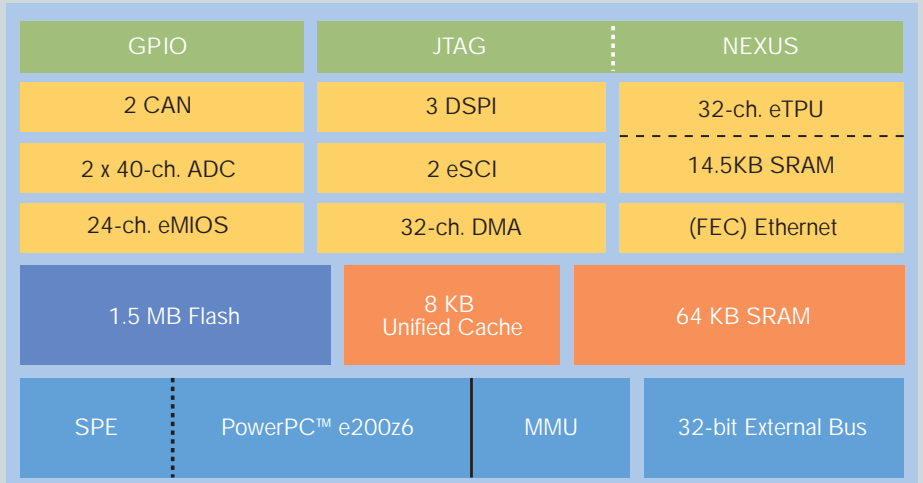 GPIO JTAG NEXUS
2 CAN 3 DSPI 32-ch. eTPU
2 x 40-ch. ADC 2 eSCI 14.5KB SRAM
24-ch. eMIOS 32-ch. DMA (FEC) Ethernet
1.5 MB Flash
8 KB
Unified Cache
64 KB SRAM
SPE PowerPC™ e200z6 MMU 32-bit External Bus